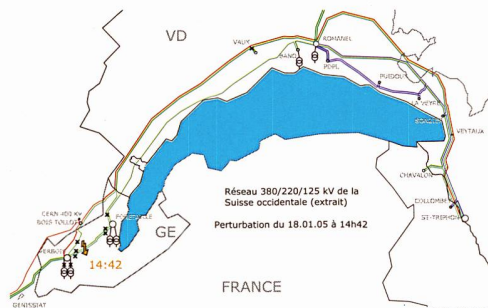 VD
ROMANEL
VAUX
BAND
POPL
PUIDOUX
LA VEYRE
VEYTAUX
CHAVALON
Réseau 380/220/125 kV de la
Suisse occidentale (extrait)
COLLOMBEY
ST-TRIPHON
Perturbation du 18.01.05 à 14h42
CERN 400 KV
BOIS TOLLOT
GE
VERBOIS
14:42
FRANCE
GENISSIAT